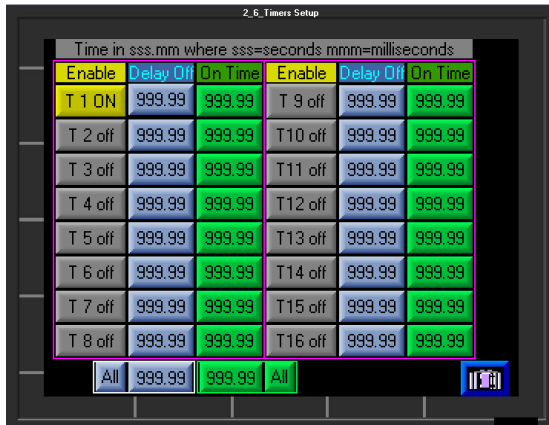 2_6_Timers Setup
Time in sss.mm where sss=seconds mmm=milliseconds
Enable Delay Off On Time Enable Delay Off On Time
T 1 ON 999.99 999.99 T 9 off 999.99 999.99
T 2 off 999.99 999.99 T10 off 999.99 999.99
T 3 off 999.99 999.99 T11 off 999.99 999.99
T 4 off 999.99 999.99 T12 off 999.99 999.99
T 5 off 999.99 999.99 T13 off 999.99 999.99
T 6 off 999.99 999.99 T14 off 999.99 999.99
T 7 off 999.99 999.99 T15 off 999.99 999.99
T 8 off 999.99 999.99 T16 off 999.99 999.99
All 999.99 999.99 All